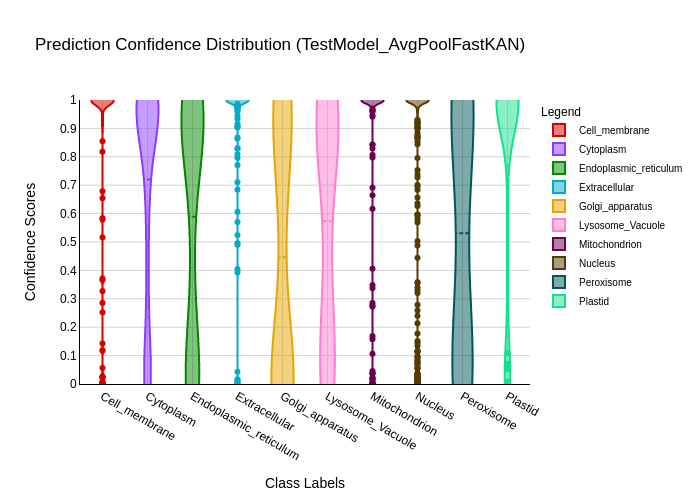 Prediction Confidence Distribution (TestModel_AvgPoolFastKAN)
Legend
Cell_membrane
Cytoplasm
Endoplasmic_reticulum
Extracellular
Golgi_apparatus
Lysosome_Vacuole
Mitochondrion
Nucleus
Peroxisome
Plastid
Confidence Scores
1
0.9
0.8
0.7
0.6
0.5
0.4
0.3
0.2
0.1
0
Cell_membrane
Cytoplasm
Endoplasmic_reticulum
Extracellular
Golgi_apparatus
Lysosome_Vacuole
Mitochondrion
Nucleus
Peroxisome
Plastid
Class Labels